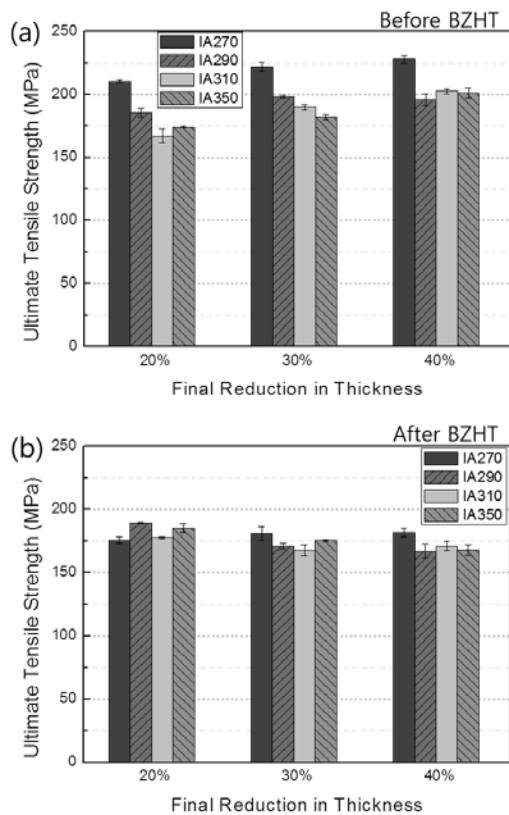 Before BZHT
(a)
250
200
150
100
50
0
IA270
IA290
IA310
IA350
Ultimate Tensile Strength (MPa)
20% 30% 40%
Final Reduction in Thickness
After BZHT
(b)
250
200
150
100
50
0
IA270
IA290
IA310
IA350
Ultimate Tensile Strength (MPa)
20% 30% 40%
Final Reduction in Thickness